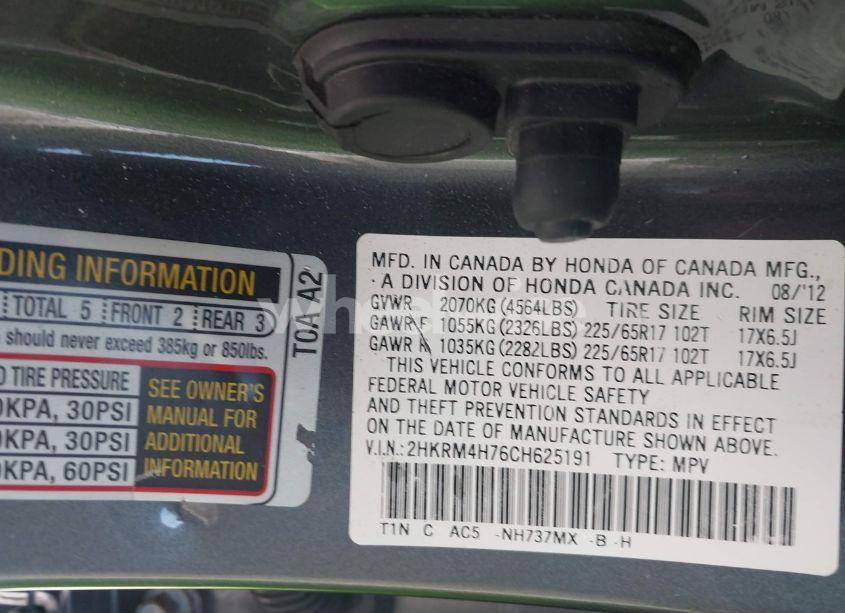 DING INFORMATION
TOTAL 5 FRONT 2 REAR 3
should never exceed 385kg or 850lbs.
TIRE PRESSURE
0KPA, 30PSI
0KPA, 30PSI
0KPA, 60PSI
SEE OWNER'S
MANUAL FOR
ADDITIONAL
INFORMATION
TOA A2
MFD. IN CANADA BY HONDA OF CANADA MFG.,
A DIVISION OF HONDA CANADA INC. 08/'12
GVWR 2070KG (4564LBS) TIRE SIZE RIM SIZE
GAWR F 1055KG (2326LBS) 225/65R17 102T 17X6.5J
GAWR R 1035KG (2282LBS) 225/65R17 102T 17X6.5J
THIS VEHICLE CONFORMS TO ALL APPLICABLE
FEDERAL MOTOR VEHICLE SAFETY
AND THEFT PREVENTION STANDARDS IN EFFECT
ON THE DATE OF MANUFACTURE SHOWN ABOVE.
V.I.N.: 2HKRM4H76CH625191 TYPE: MPV
T1N C AC5 -NH737MX -B -H